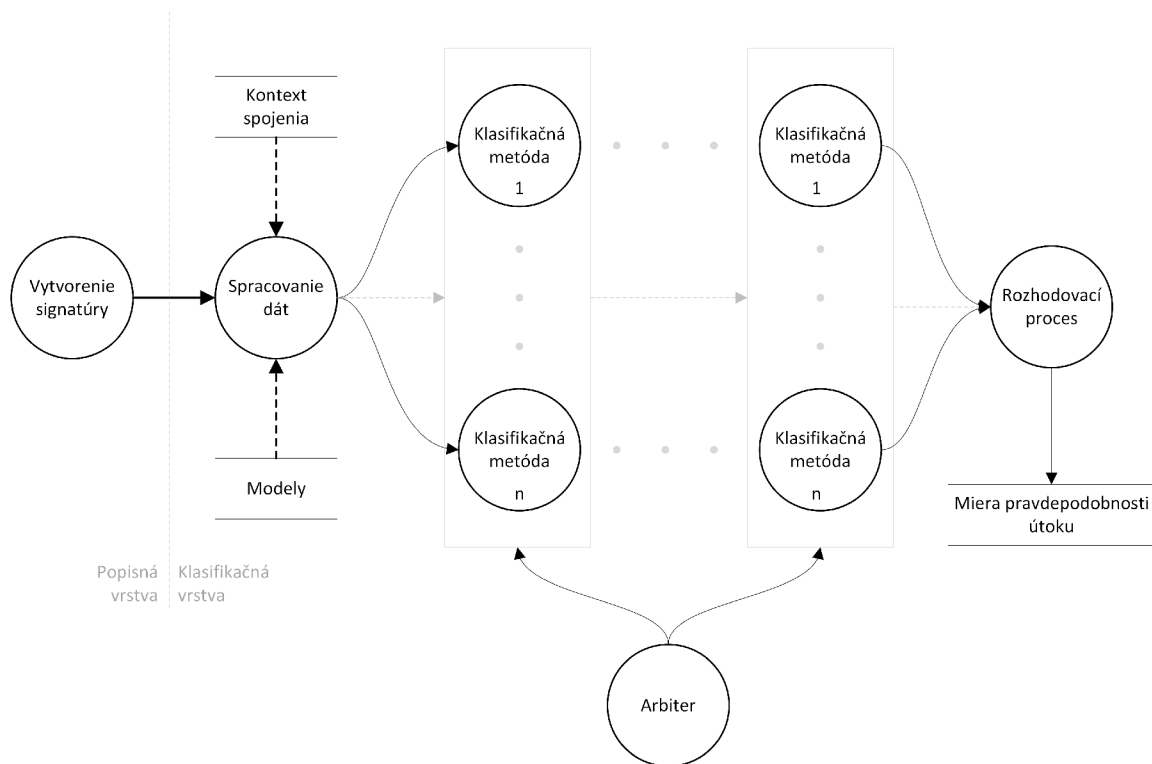 Kontext
spojenia
Klasifikačná
metóda
1
Klasifikačná
metóda
1
Vytvorenie
signatúry
Spracovanie
dát
Rozhodovací
proces
Klasifikačná
metóda
n
Klasifikačná
metóda
n
Modely
Miera pravdepodobnosti
útoku
Popisná
vrstva
Klasifikačná
vrstva
Arbiter